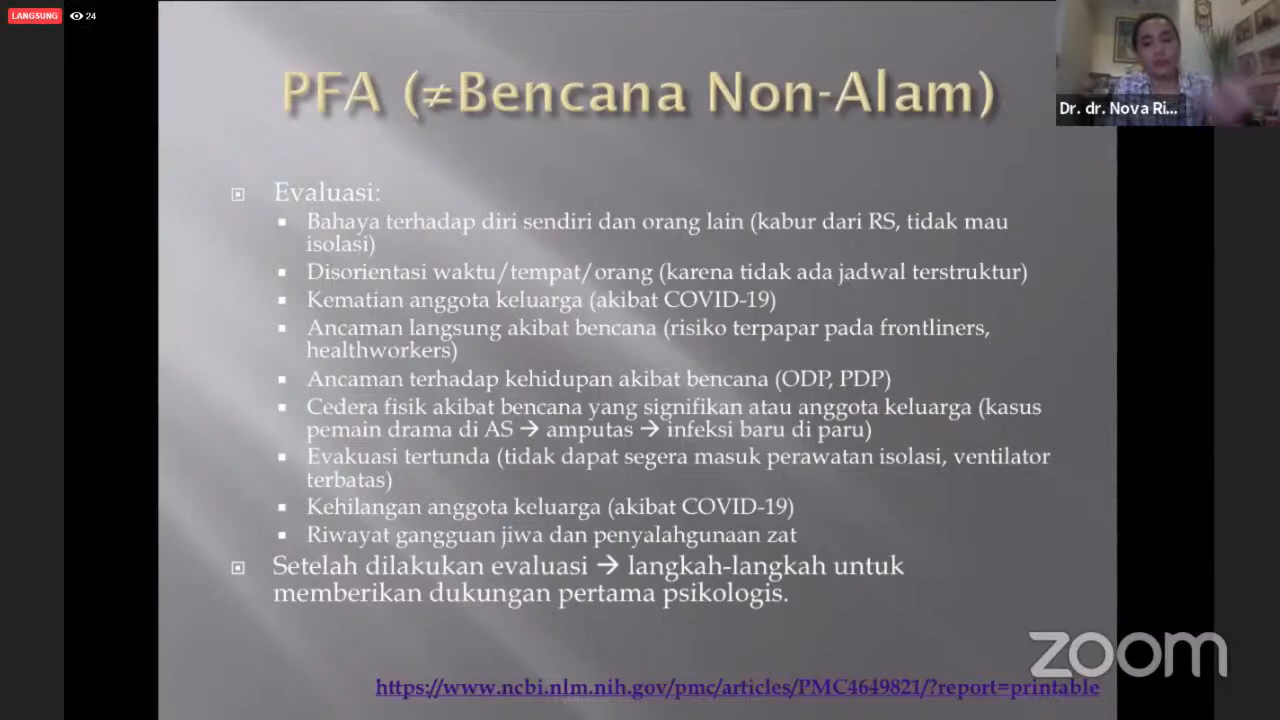 LANGSUNG 24
PFA (≠Bencana Non-Alam)
Dr. dr. Nova Ri...
Evaluasi:
Bahaya terhadap diri sendiri dan orang lain (kabur dari RS, tidak mau
isolasi)
Disorientasi waktu/tempat/orang (karena tidak ada jadwal terstruktur)
Kematian anggota keluarga (akibat COVID-19)
Ancaman langsung akibat bencana (risiko terpapar pada frontliners,
healthworkers)
Ancaman terhadap kehidupan akibat bencana (ODP, PDP)
Cedera fisik akibat bencana yang signifikan atau anggota keluarga (kasus
pemain drama di AS → amputas → infeksi baru di paru)
Evakuasi tertunda (tidak dapat segera masuk perawatan isolasi, ventilator
terbatas)
Kehilangan anggota keluarga (akibat COVID-19)
Riwayat gangguan jiwa dan penyalahgunaan zat
Setelah dilakukan evaluasi → langkah-langkah untuk
memberikan dukungan pertama psikologis.
zoom
https://www.ncbi.nlm.nih.gov/pmc/articles/PMC4649821/?report=printable